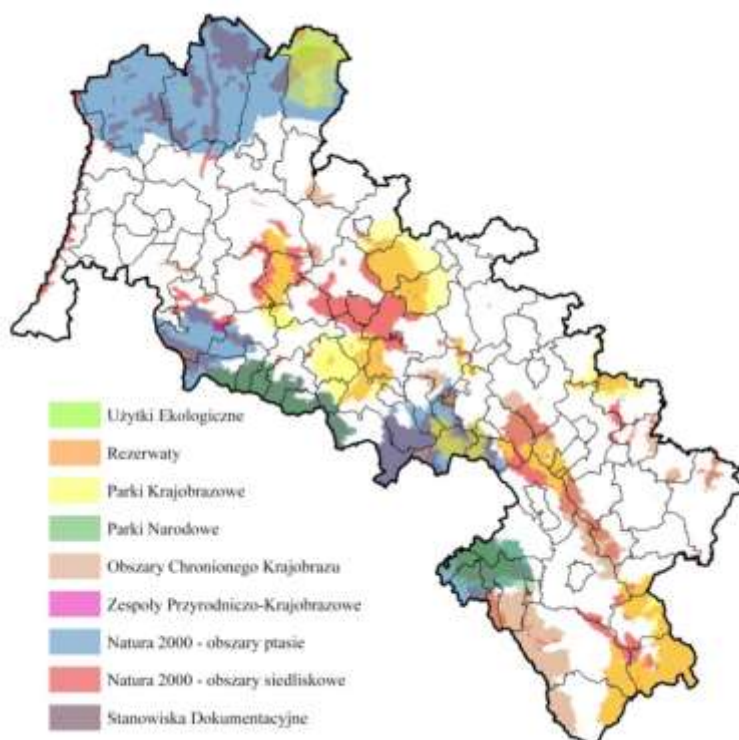 Użytki Ekologiczne
Rezerwaty
Parki Krajobrazowe
Parki Narodowe
Obszary Chronionego Krajobrazu
Zespoły Przyrodniczo-Krajobrazowe
Natura 2000 - obszary ptasie
Natura 2000 - obszary siedliskowe
Stanowiska Dokumentacyjne